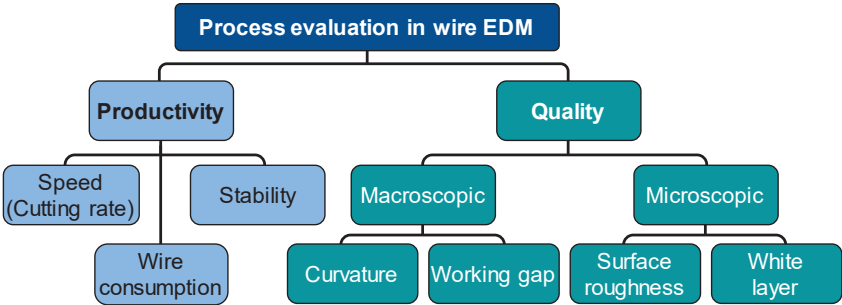 Process evaluation in wire EDM
Productivity
Quality
Speed
(Cutting rate)
Stability
Macroscopic
Microscopic
Wire
consumption
Curvature
Working gap
Surface
roughness
White
layer